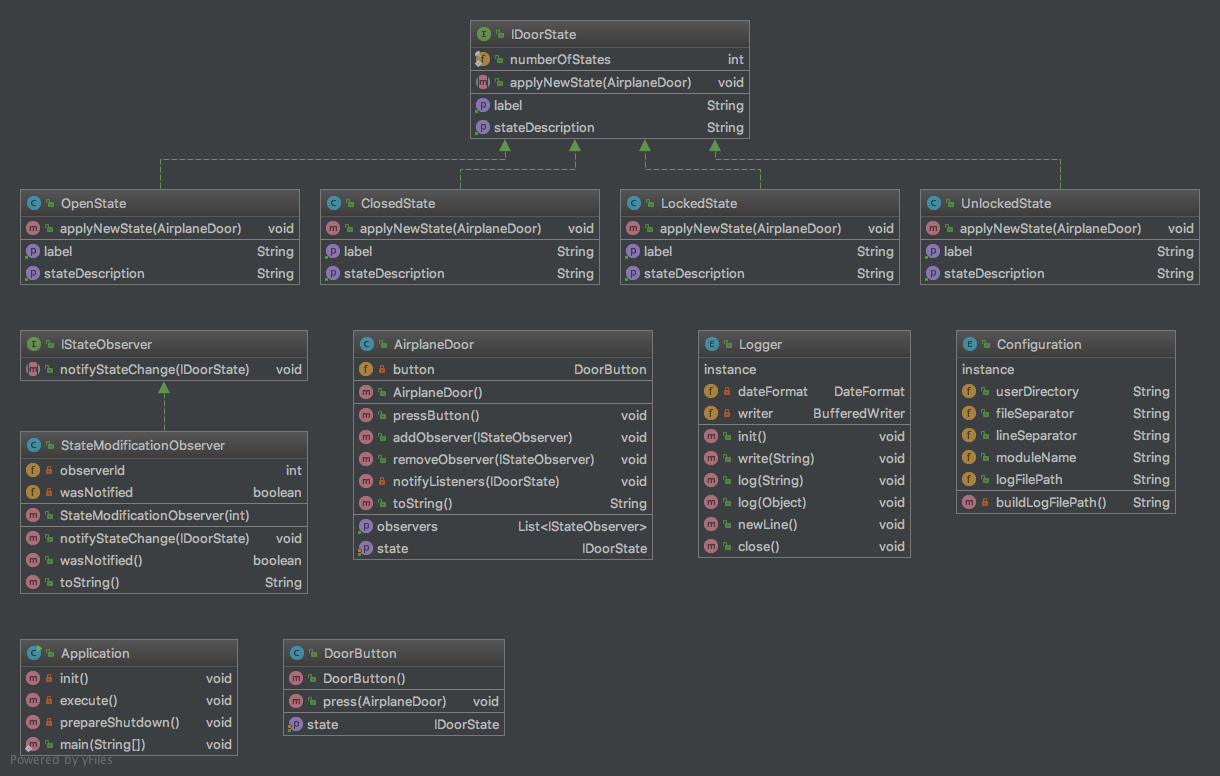 IDoorState
numberOfStates int
applyNewState(AirplaneDoor) void
label String
stateDescription String
OpenState
applyNewState(AirplaneDoor) void
label String
stateDescription String
ClosedState
applyNewState(AirplaneDoor) void
label String
stateDescription String
LockedState
applyNewState(AirplaneDoor) void
label String
stateDescription String
UnlockedState
applyNewState(AirplaneDoor) void
label String
stateDescription String
IStateObserver
notifyStateChange(IDoorState) void
StateModificationObserver
observerId int
wasNotified boolean
StateModificationObserver(int)
notifyStateChange(IDoorState) void
wasNotified() boolean
toString() String
AirplaneDoor
button DoorButton
AirplaneDoor()
pressButton() void
addObserver(IStateObserver) void
removeObserver(IStateObserver) void
notifyListeners(IDoorState) void
toString() String
observers List<IStateObserver>
state IDoorState
Logger
instance
dateFormat DateFormat
writer BufferedWriter
init() void
write(String) void
log(String) void
log(Object) void
newLine() void
close() void
Configuration
instance
userDirectory String
fileSeparator String
lineSeparator String
moduleName String
logFilePath String
buildLogFilePath() String
Application
init() void
execute() void
prepareShutdown() void
main(String[]) void
DoorButton
DoorButton()
press(AirplaneDoor) void
state IDoorState
Powered by yFiles